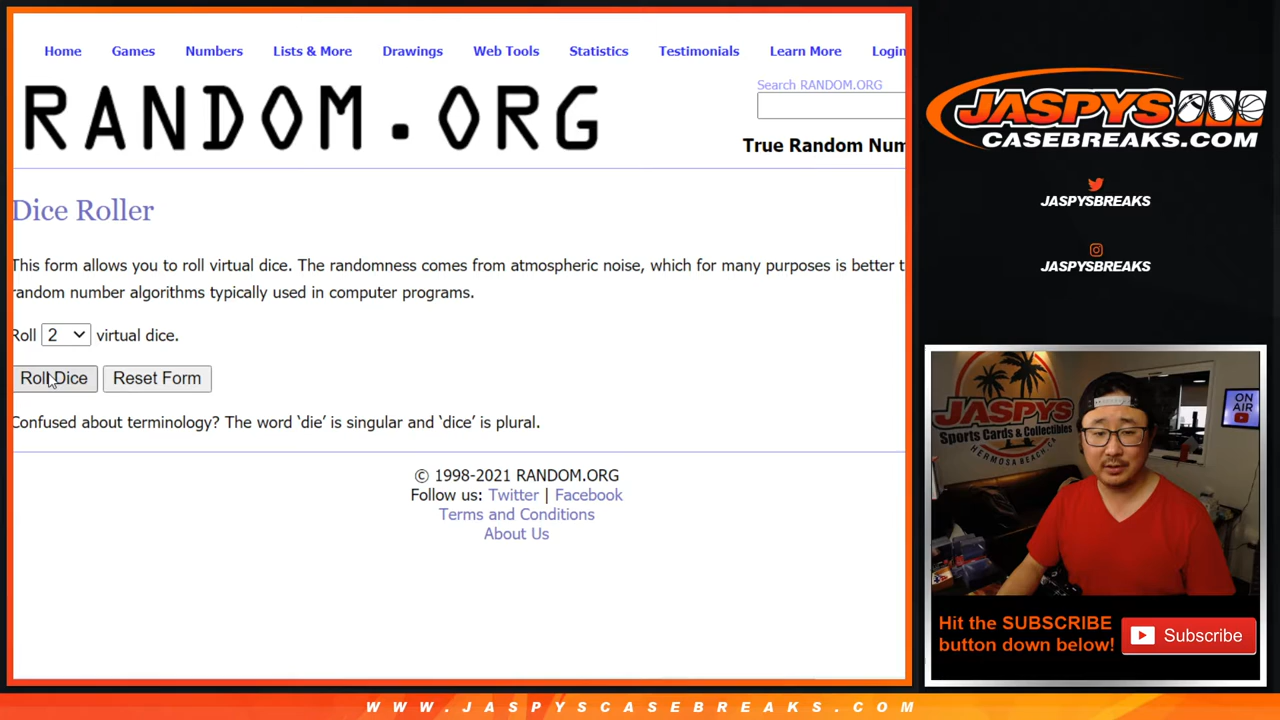 Home Games Numbers Lists & More Drawings Web Tools Statistics Testimonials Learn More Login
RANDOM.ORG
Search RANDOM.ORG
True Random Num
Dice Roller
This form allows you to roll virtual dice. The randomness comes from atmospheric noise, which for many purposes is better t
random number algorithms typically used in computer programs.
Roll 2 virtual dice.
Roll Dice Reset Form
Confused about terminology? The word ‘die’ is singular and ‘dice’ is plural.
© 1998-2021 RANDOM.ORG
Follow us: Twitter | Facebook
Terms and Conditions
About Us
JASPYS
CASEBREAKS.COM
JASPYSBREAKS
JASPYSBREAKS
JASPYS
Sports Cards & Collectibles
HERMOSA BEACH, CA
ON
AIR
Hit the SUBSCRIBE
button down below!
Subscribe
WWW.JASPYSCASEBREAKS.COM